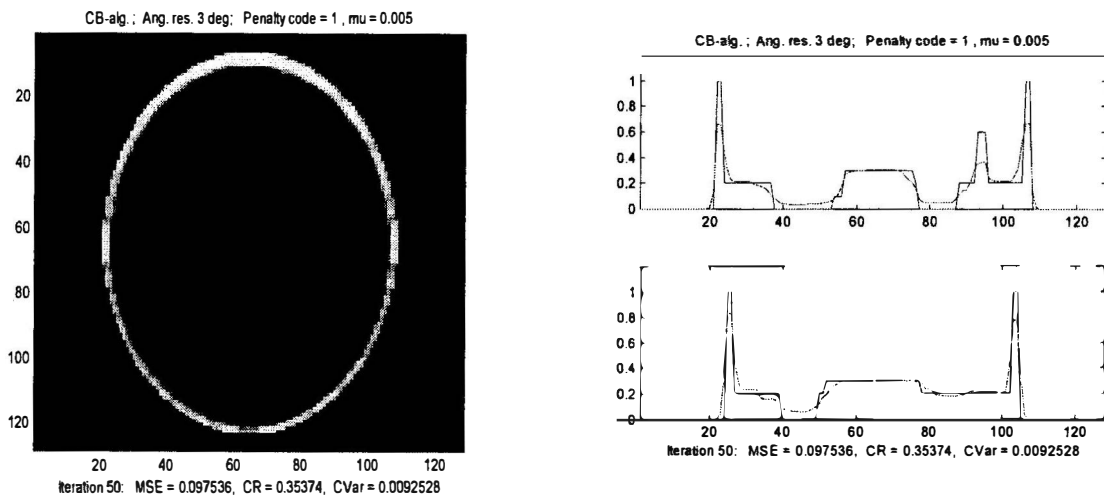 CB-alg. ; Ang. res. 3 deg; Penalty code = 1 , mu = 0.005
20
40
60
80
100
120
20 40 60 80 100 120
Iteration 50: MSE = 0.097536, CR = 0.35374, CVar = 0.0092528
CB-alg. ; Ang. res. 3 deg; Penalty code = 1 , mu = 0.005
1
0.8
0.6
0.4
0.2
0
20 40 60 80 100 120
1
0.8
0.6
0.4
0.2
0
20 40 60 80 100 120
Iteration 50: MSE = 0.097536, CR = 0.35374, CVar = 0.0092528